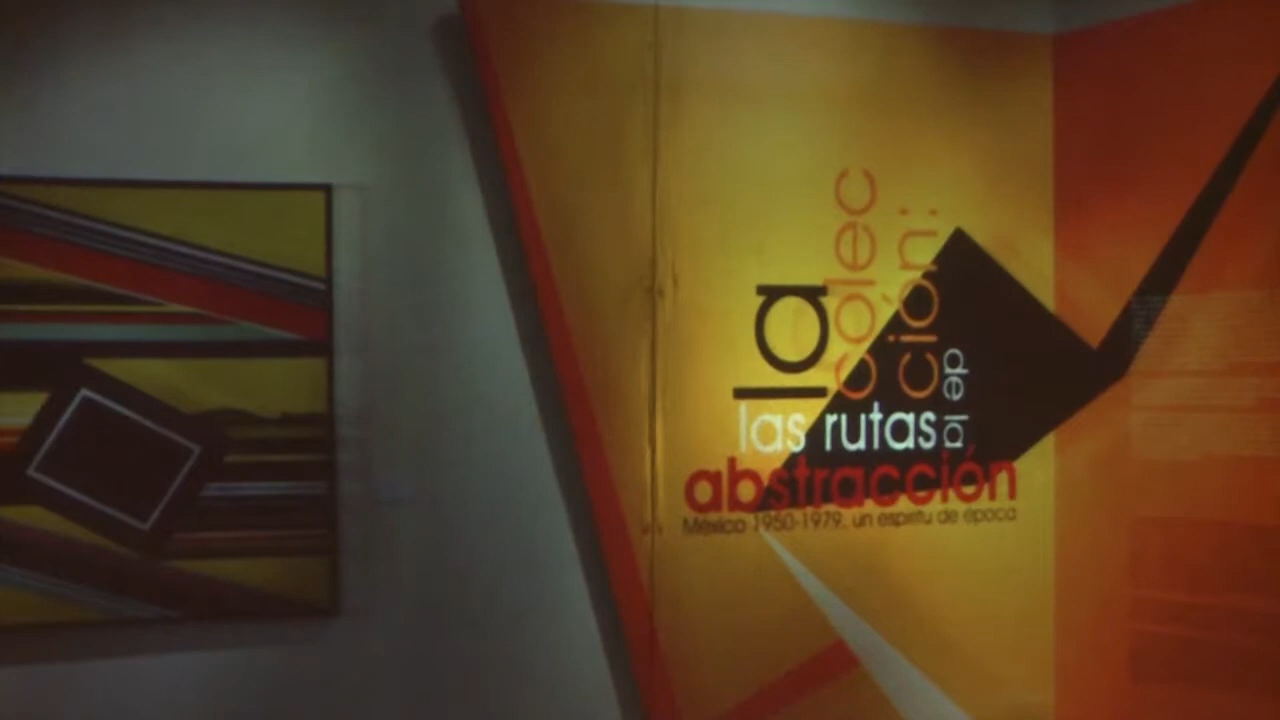 la
colec
ción:
las rutas
de la
abstracción
México 1950-1979. un espíritu de época